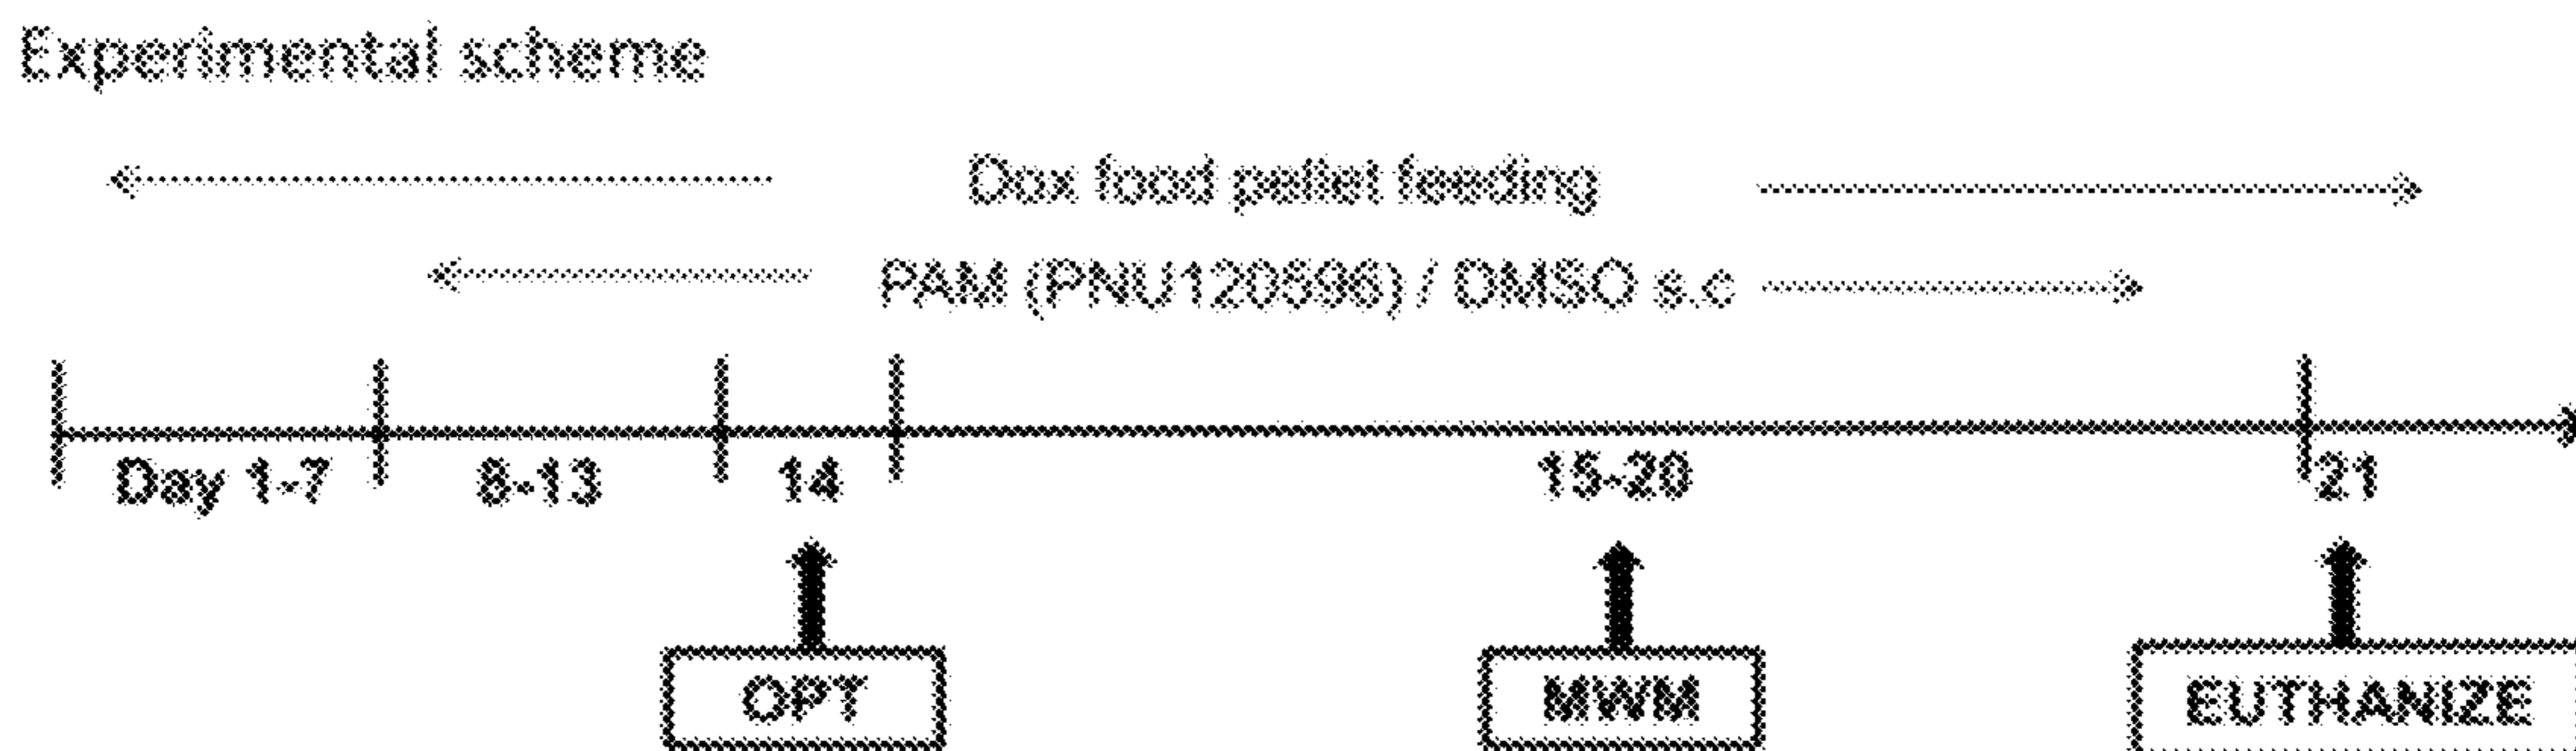 Experimental scheme
Dox food pellet feeding
PAM (PNU120596) / DMSO s.c
Day 1-7 8-13 14 15-20 21
OPT MWM EUTHANIZE